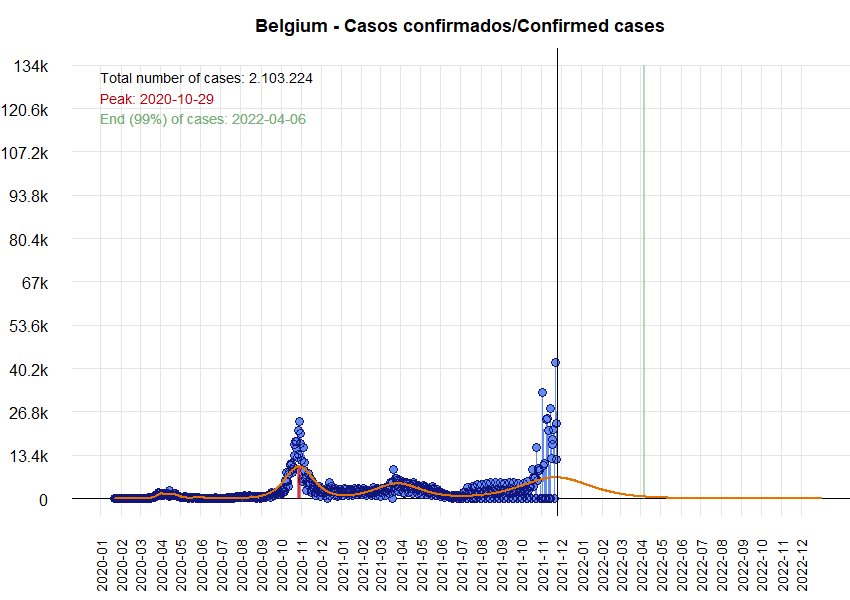 Belgium - Casos confirmados/Confirmed cases
134k
120.6k
107.2k
93.8k
80.4k
67k
53.6k
40.2k
26.8k
13.4k
0
Total number of cases: 2.103.224
Peak: 2020-10-29
End (99%) of cases: 2022-04-06
2020-01
2020-02
2020-03
2020-04
2020-05
2020-06
2020-07
2020-08
2020-09
2020-10
2020-11
2020-12
2021-01
2021-02
2021-03
2021-04
2021-05
2021-06
2021-07
2021-08
2021-09
2021-10
2021-11
2021-12
2022-01
2022-02
2022-03
2022-04
2022-05
2022-06
2022-07
2022-08
2022-09
2022-10
2022-11
2022-12